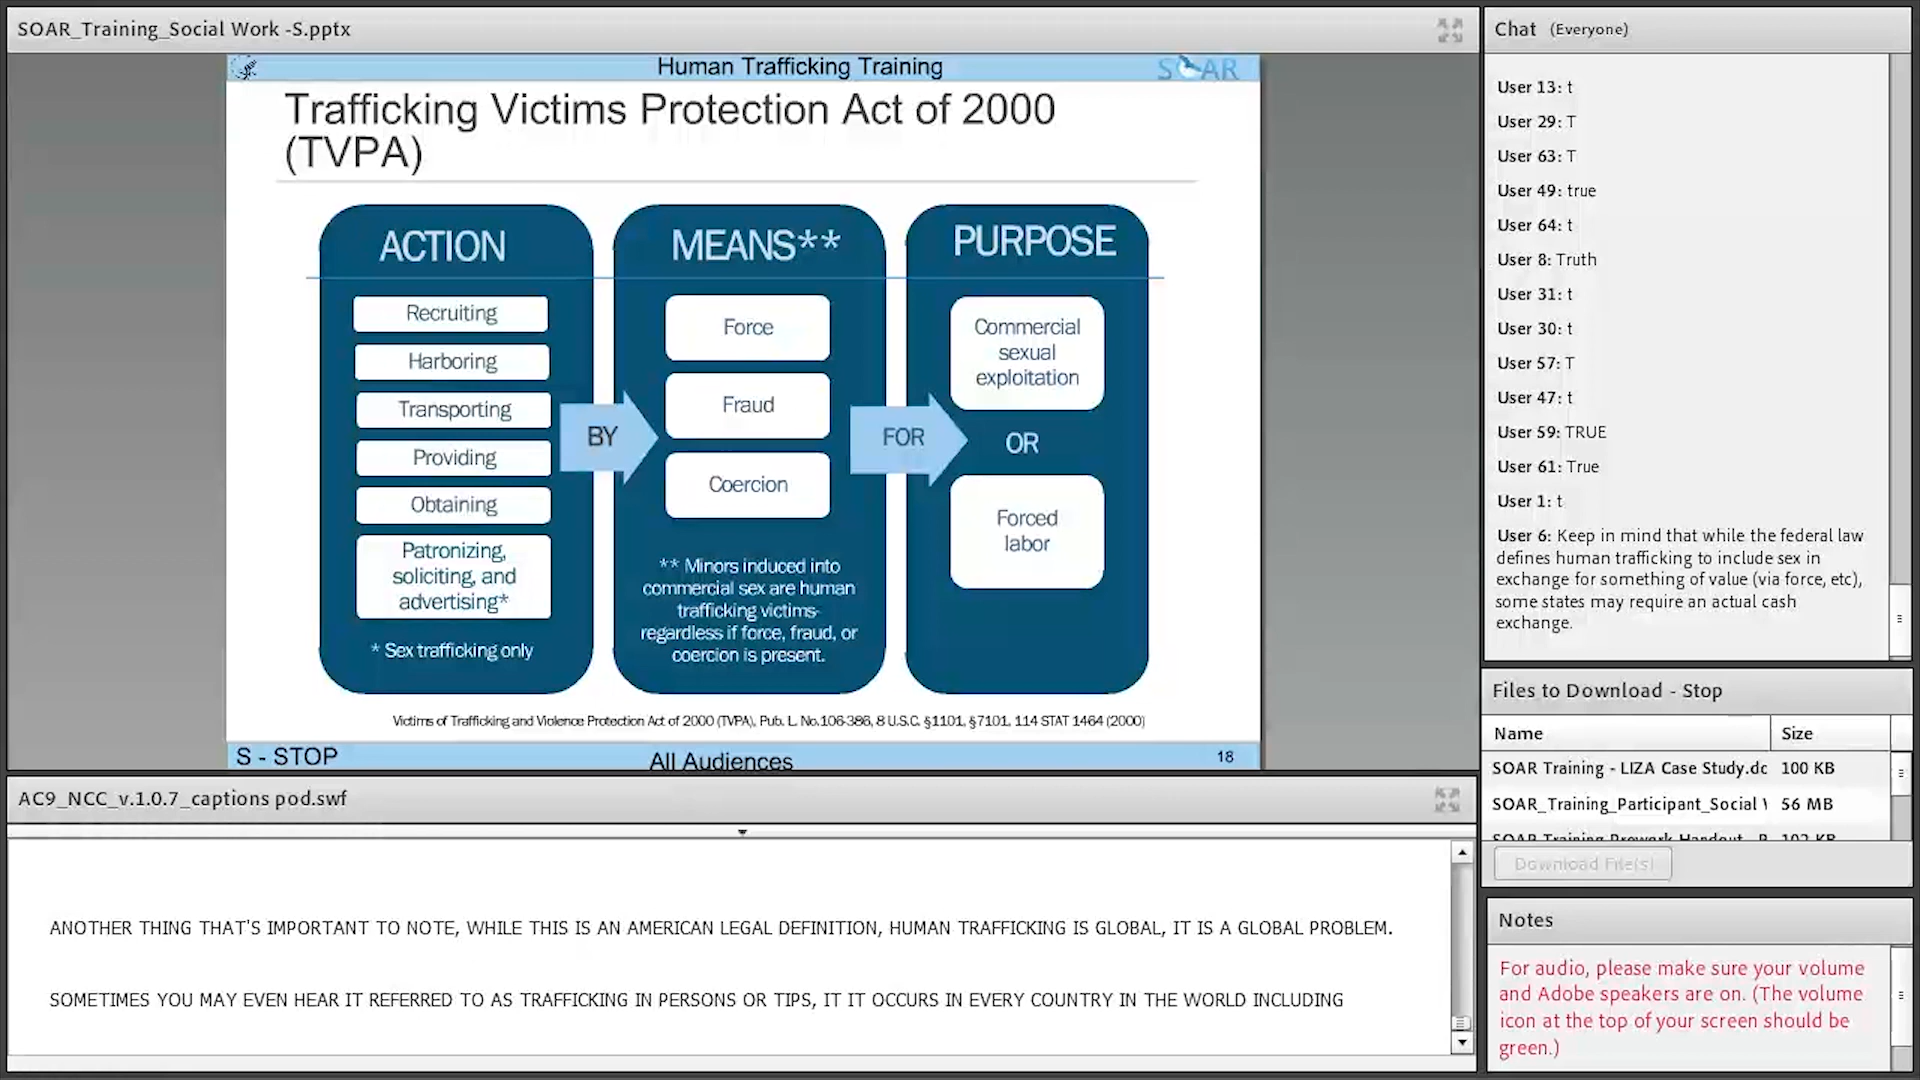 SOAR_Training_Social Work -S.pptx
Human Trafficking Training
SOAR
Trafficking Victims Protection Act of 2000
(TVPA)
ACTION
Recruiting
Harboring
Transporting
Providing
Obtaining
Patronizing,
soliciting, and
advertising*
* Sex trafficking only
BY
MEANS**
Force
Fraud
Coercion
** Minors induced into
commercial sex are human
trafficking victims-
regardless if force, fraud, or
coercion is present.
FOR
PURPOSE
Commercial
sexual
exploitation
OR
Forced
labor
Victims of Trafficking and Violence Protection Act of 2000 (TVPA), Pub. L. No.106-386, 8 U.S.C. §1101, §7101, 114 STAT 1464 (2000)
S - STOP
All Audiences
18
AC9_NCC_v.1.0.7_captions pod.swf
ANOTHER THING THAT'S IMPORTANT TO NOTE, WHILE THIS IS AN AMERICAN LEGAL DEFINITION, HUMAN TRAFFICKING IS GLOBAL, IT IS A GLOBAL PROBLEM.
SOMETIMES YOU MAY EVEN HEAR IT REFERRED TO AS TRAFFICKING IN PERSONS OR TIPS, IT IT OCCURS IN EVERY COUNTRY IN THE WORLD INCLUDING
Chat (Everyone)
User 13: t
User 29: T
User 63: T
User 49: true
User 64: t
User 8: Truth
User 31: t
User 30: t
User 57: T
User 47: t
User 59: TRUE
User 61: True
User 1: t
User 6: Keep in mind that while the federal law
defines human trafficking to include sex in
exchange for something of value (via force, etc),
some states may require an actual cash
exchange.
Files to Download - Stop
Name Size
SOAR Training - LIZA Case Study.dc 100 KB
SOAR_Training_Participant_Social 56 MB
SOAR Training Prework Handout 102 KB
Download File(s)
Notes
For audio, please make sure your volume
and Adobe speakers are on. (The volume
icon at the top of your screen should be
green.)